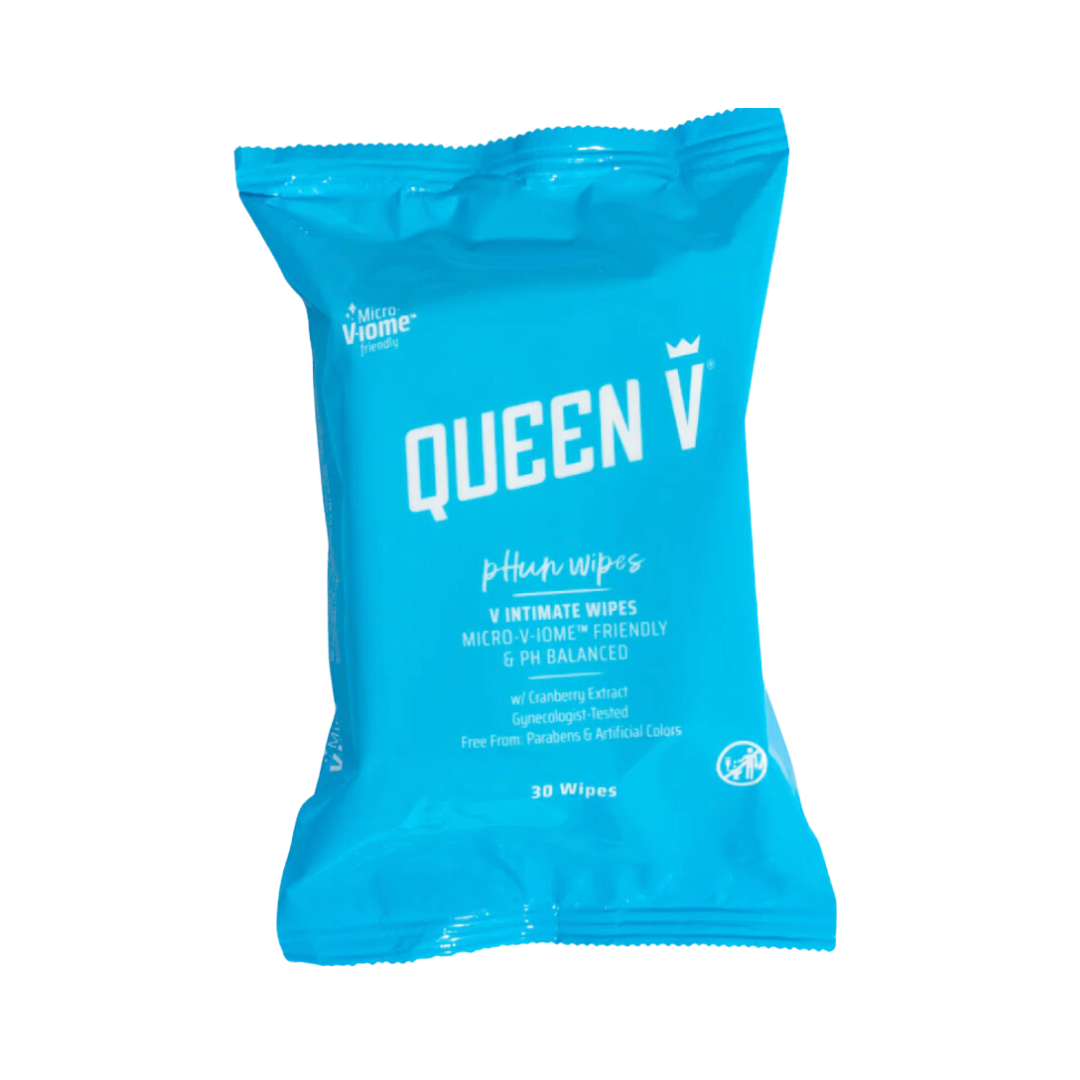 Micro-
V-iome™
friendly
QUEEN V®
pHun wipes
V INTIMATE WIPES
MICRO-V-IOME™ FRIENDLY
& PH BALANCED
w/ Cranberry Extract
Gynecologist-Tested
Free From: Parabens & Artificial Colors
30 Wipes